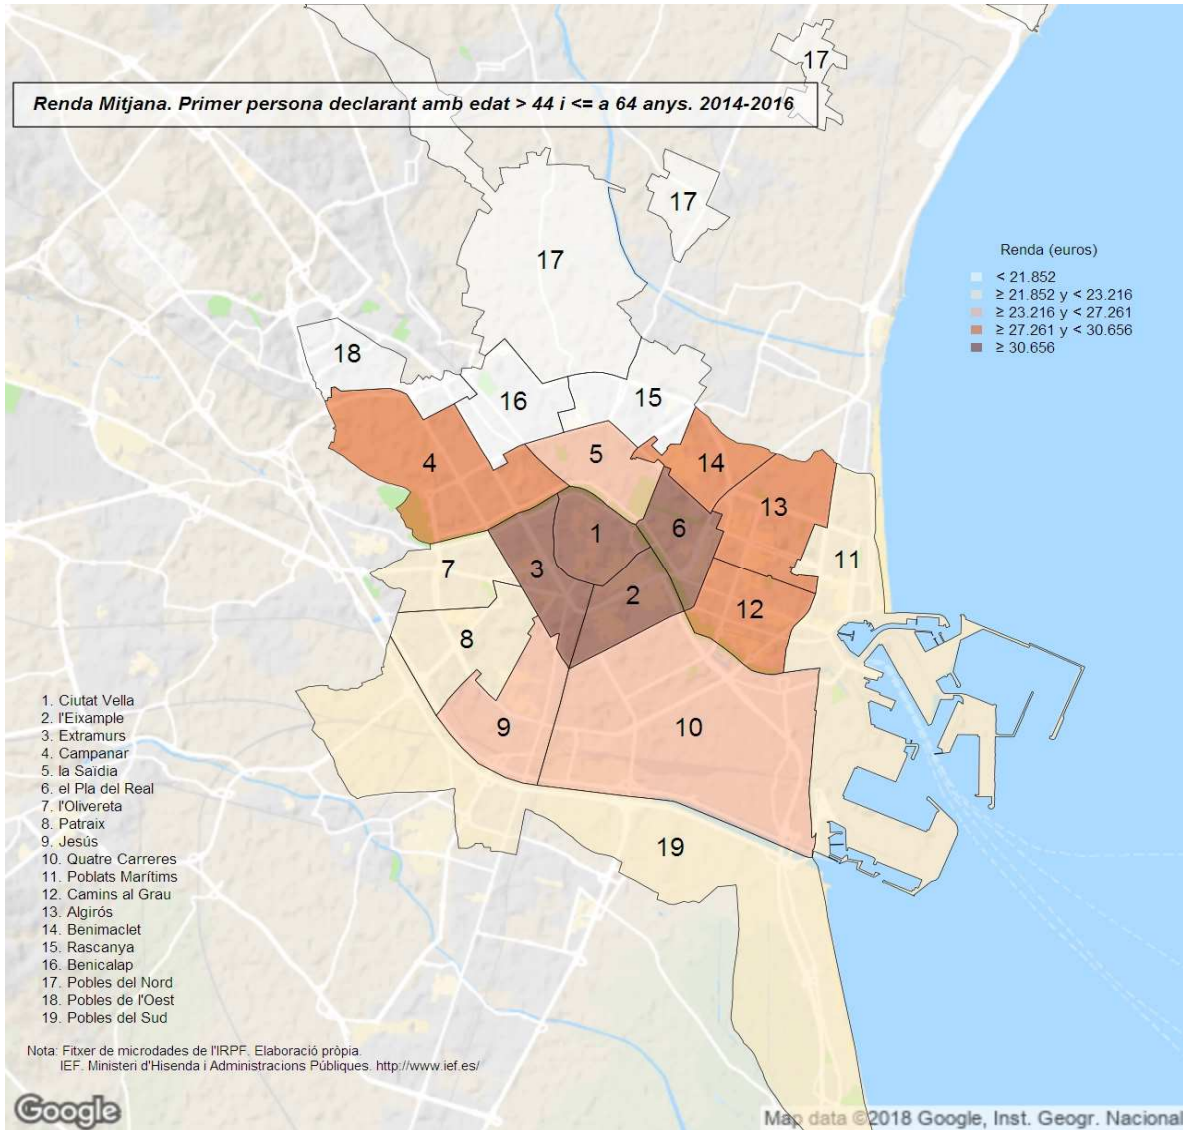 17
Renda Mitjana. Primer persona declarant amb edat > 44 i <= a 64 anys. 2014-2016
17
17
Renda (euros)
< 21.852
≥ 21.852 y < 23.216
≥ 23.216 y < 27.261
≥ 27.261 y < 30.656
≥ 30.656
18
16
15
4
5
14
13
6
1
11
3
7
2
12
8
9
10
19
1. Ciutat Vella
2. l'Eixample
3. Extramurs
4. Campanar
5. la Saïdia
6. el Pla del Real
7. l'Olivereta
8. Patraix
9. Jesús
10. Quatre Carreres
11. Poblats Marítims
12. Camins al Grau
13. Algirós
14. Benimaclet
15. Rascanya
16. Benicalap
17. Pobles del Nord
18. Pobles de l'Oest
19. Pobles del Sud
Nota: Fitxer de microdades de l'IRPF. Elaboració pròpia.
IEF. Ministeri d'Hisenda i Administracions Públiques. http://www.ief.es/
Google
Map data ©2018 Google, Inst. Geogr. Nacional